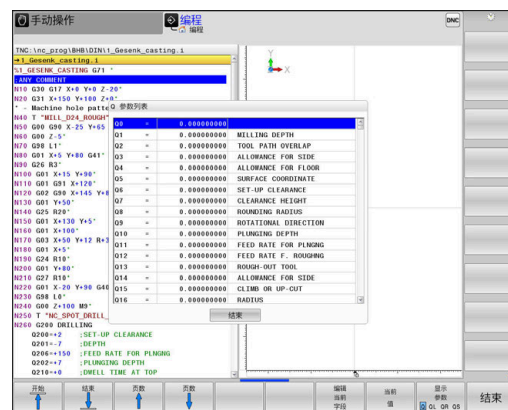 手动操作
编程
编程
DNC
TNC:\nc_prog\BHB\DIN\1_Gesenk_casting.i
→1_Gesenk_casting.i
%1_GESENK_CASTING G71 *
;ANY COMMENT
N10 G30 G17 X+0 Y+0 Z-20*
N20 G31 X+150 Y+100 Z+0*
* - Machine hole patte
N40 T "MILL_D24_ROUGH"
N50 G00 G90 X-25 Y+65
N60 G00 Z-5*
N70 G98 L1*
N80 G01 X+5 Y+80 G41*
N90 G26 R3*
N100 G01 X+15 Y+90*
N110 G01 G91 X+120*
N120 G02 G90 X+145 Y+8
N130 G01 Y+50*
N140 G25 R20*
N150 G01 X+130 Y+5*
N160 G01 X+100*
N170 G03 X+50 Y+12 R+3
N180 G01 X+5*
N190 G24 R10*
N200 G01 Y+80*
N210 G27 R10*
N220 G01 X-20 Y+90 G40
N230 G98 L0*
N240 G00 Z+100 M9*
N250 T "NC_SPOT_DRILL_
N260 G200 DRILLING
Q200=+2 ;SET-UP CLEARANCE
Q201=-7 ;DEPTH
Q206=+150 ;FEED RATE FOR PLNGNG
Q202=+7 ;PLUNGING DEPTH
Q210=+0 ;DWELL TIME AT TOP
Y
X
Q 参数列表
Q0 = 0.000000000
Q1 = 0.000000000 MILLING DEPTH
Q2 = 0.000000000 TOOL PATH OVERLAP
Q3 = 0.000000000 ALLOWANCE FOR SIDE
Q4 = 0.000000000 ALLOWANCE FOR FLOOR
Q5 = 0.000000000 SURFACE COORDINATE
Q6 = 0.000000000 SET-UP CLEARANCE
Q7 = 0.000000000 CLEARANCE HEIGHT
Q8 = 0.000000000 ROUNDING RADIUS
Q9 = 0.000000000 ROTATIONAL DIRECTION
Q10 = 0.000000000 PLUNGING DEPTH
Q11 = 0.000000000 FEED RATE FOR PLNGNG
Q12 = 0.000000000 FEED RATE F. ROUGHNG
Q13 = 0.000000000 ROUGH-OUT TOOL
Q14 = 0.000000000 ALLOWANCE FOR SIDE
Q15 = 0.000000000 CLIMB OR UP-CUT
Q16 = 0.000000000 RADIUS
结束
开始
结束
页数
页数
编辑
当前
字段
当前
值
显示
参数
Q QL QR QS
结束